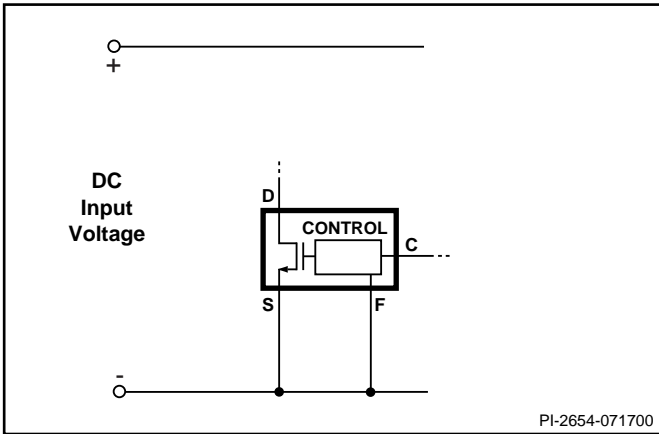 +
DC
Input
Voltage
D
CONTROL
C
S
F
-
PI-2654-071700